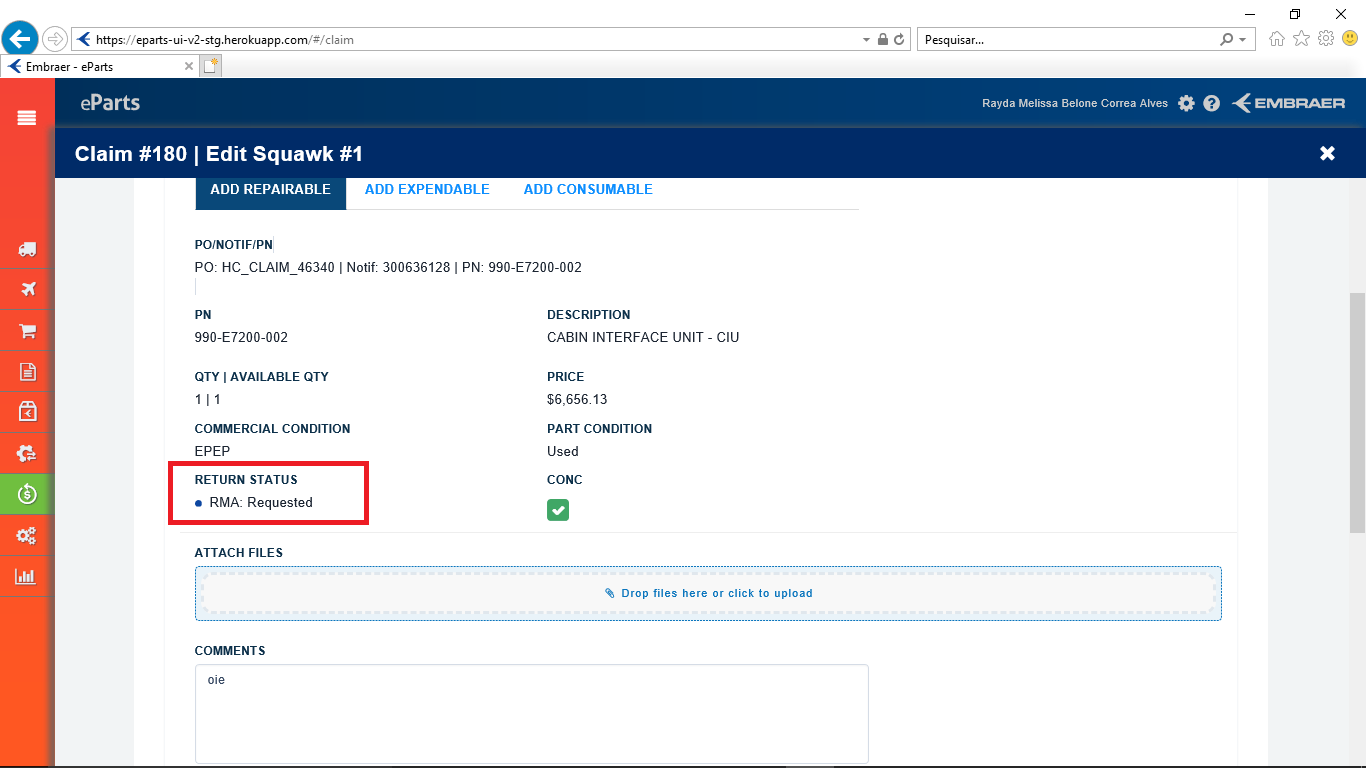 https://eparts-ui-v2-stg.herokuapp.com/#/claim
Pesquisar...
Embraer - eParts
eParts
Rayda Melissa Belone Correa Alves
EMBRAER
Claim #180 | Edit Squawk #1
ADD REPAIRABLE ADD EXPENDABLE ADD CONSUMABLE
PO/NOTIF/PN
PO: HC_CLAIM_46340 | Notif: 300636128 | PN: 990-E7200-002
PN DESCRIPTION
990-E7200-002 CABIN INTERFACE UNIT - CIU
QTY | AVAILABLE QTY PRICE
1 | 1 $6,656.13
COMMERCIAL CONDITION PART CONDITION
EPEP Used
RETURN STATUS CONC
RMA: Requested
ATTACH FILES
Drop files here or click to upload
COMMENTS
oie